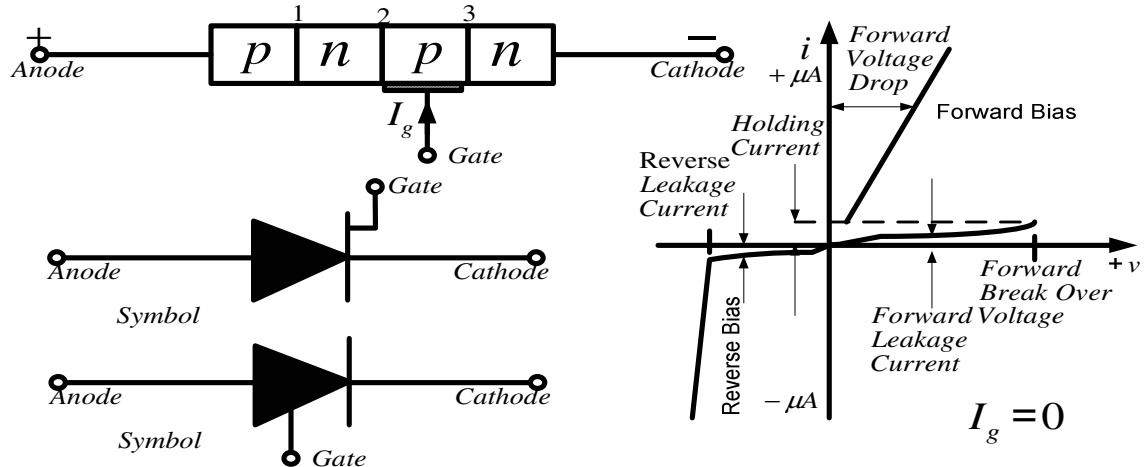 1 2 3
+ p n p n −
Anode Cathode
I_g
Gate
Gate
Anode Cathode
Symbol
Anode Cathode
Symbol
Gate
i
+ μA
Forward
Voltage
Drop
Forward Bias
Holding
Current
Reverse
Leakage
Current
+ v
Forward
Break Over
Voltage
Forward
Leakage
Current
Reverse Bias
− μA
I_g = 0